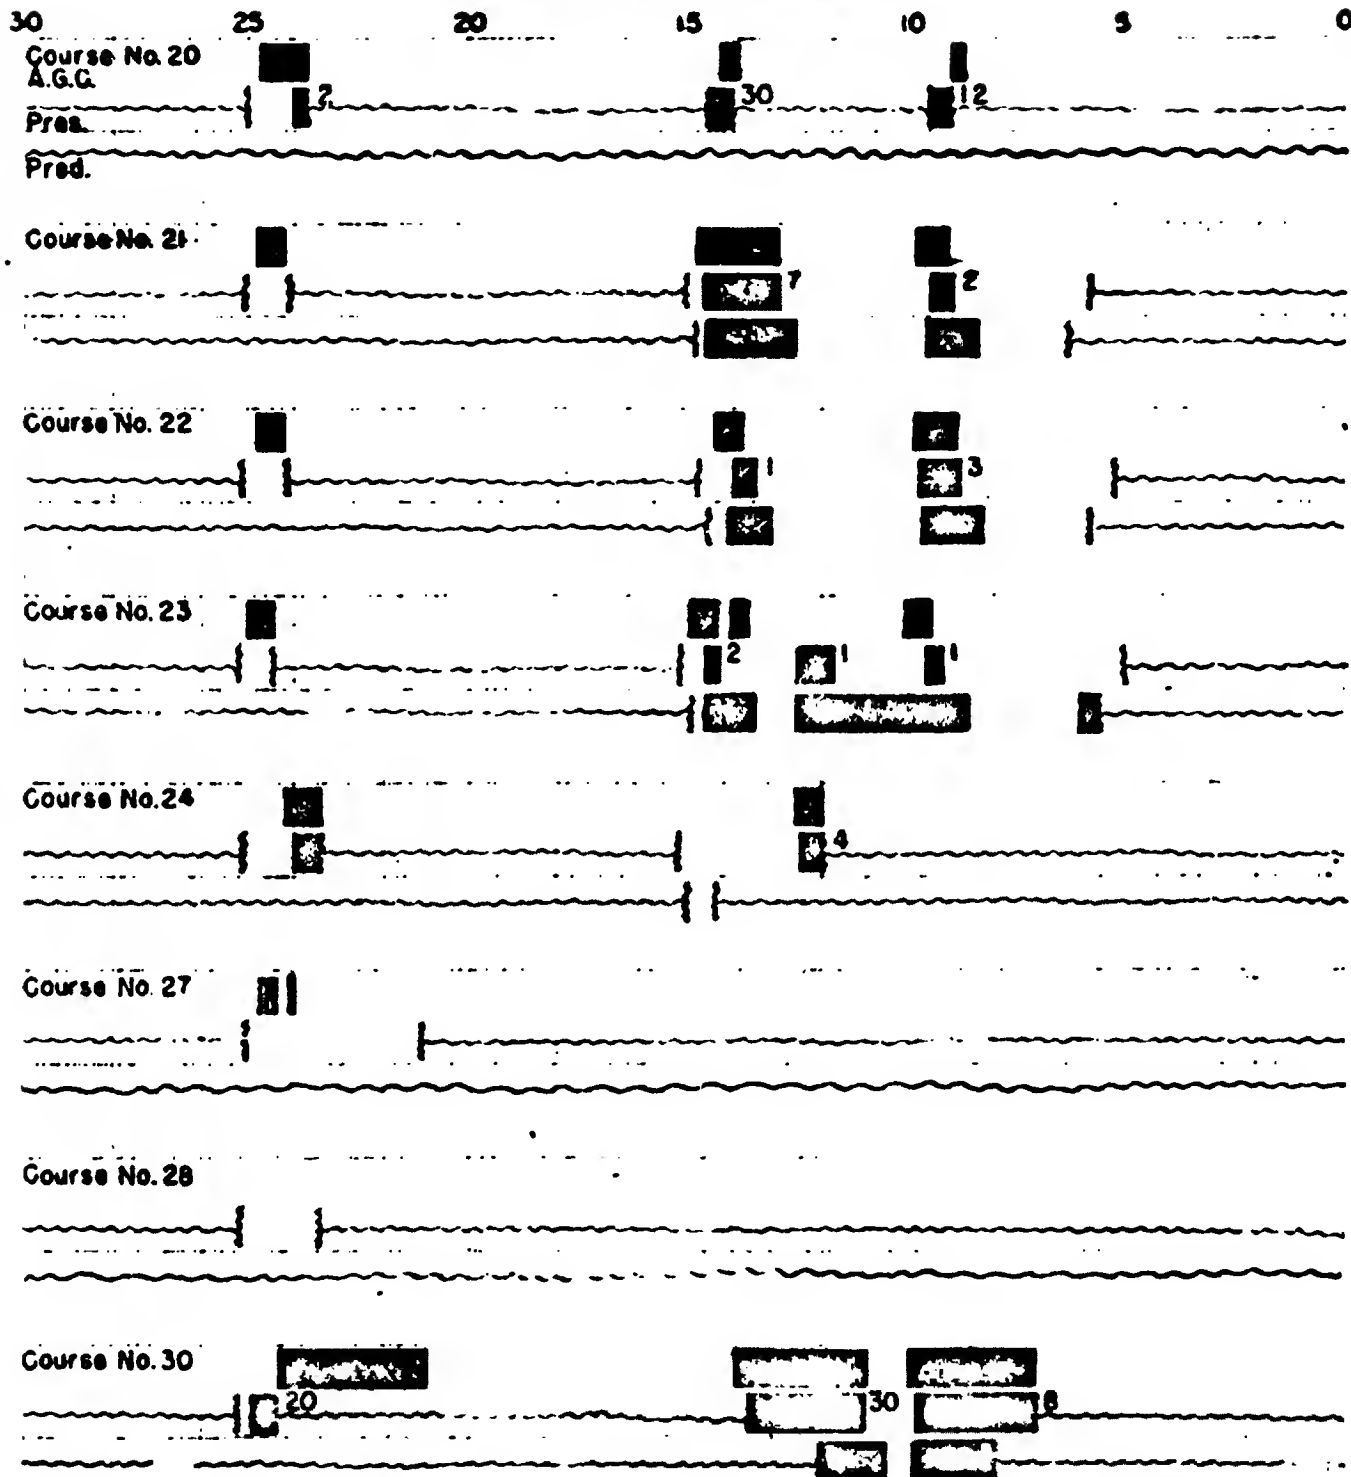 30 25 20 15 10 5 0
Course No. 20
A.G.C.
Pres. 2 30 12
Pred.
Course No. 21
7 2
Course No. 22
1 3
Course No. 23
2 1 1
Course No. 24
4
Course No. 27
Course No. 28
Course No. 30
20 30 8